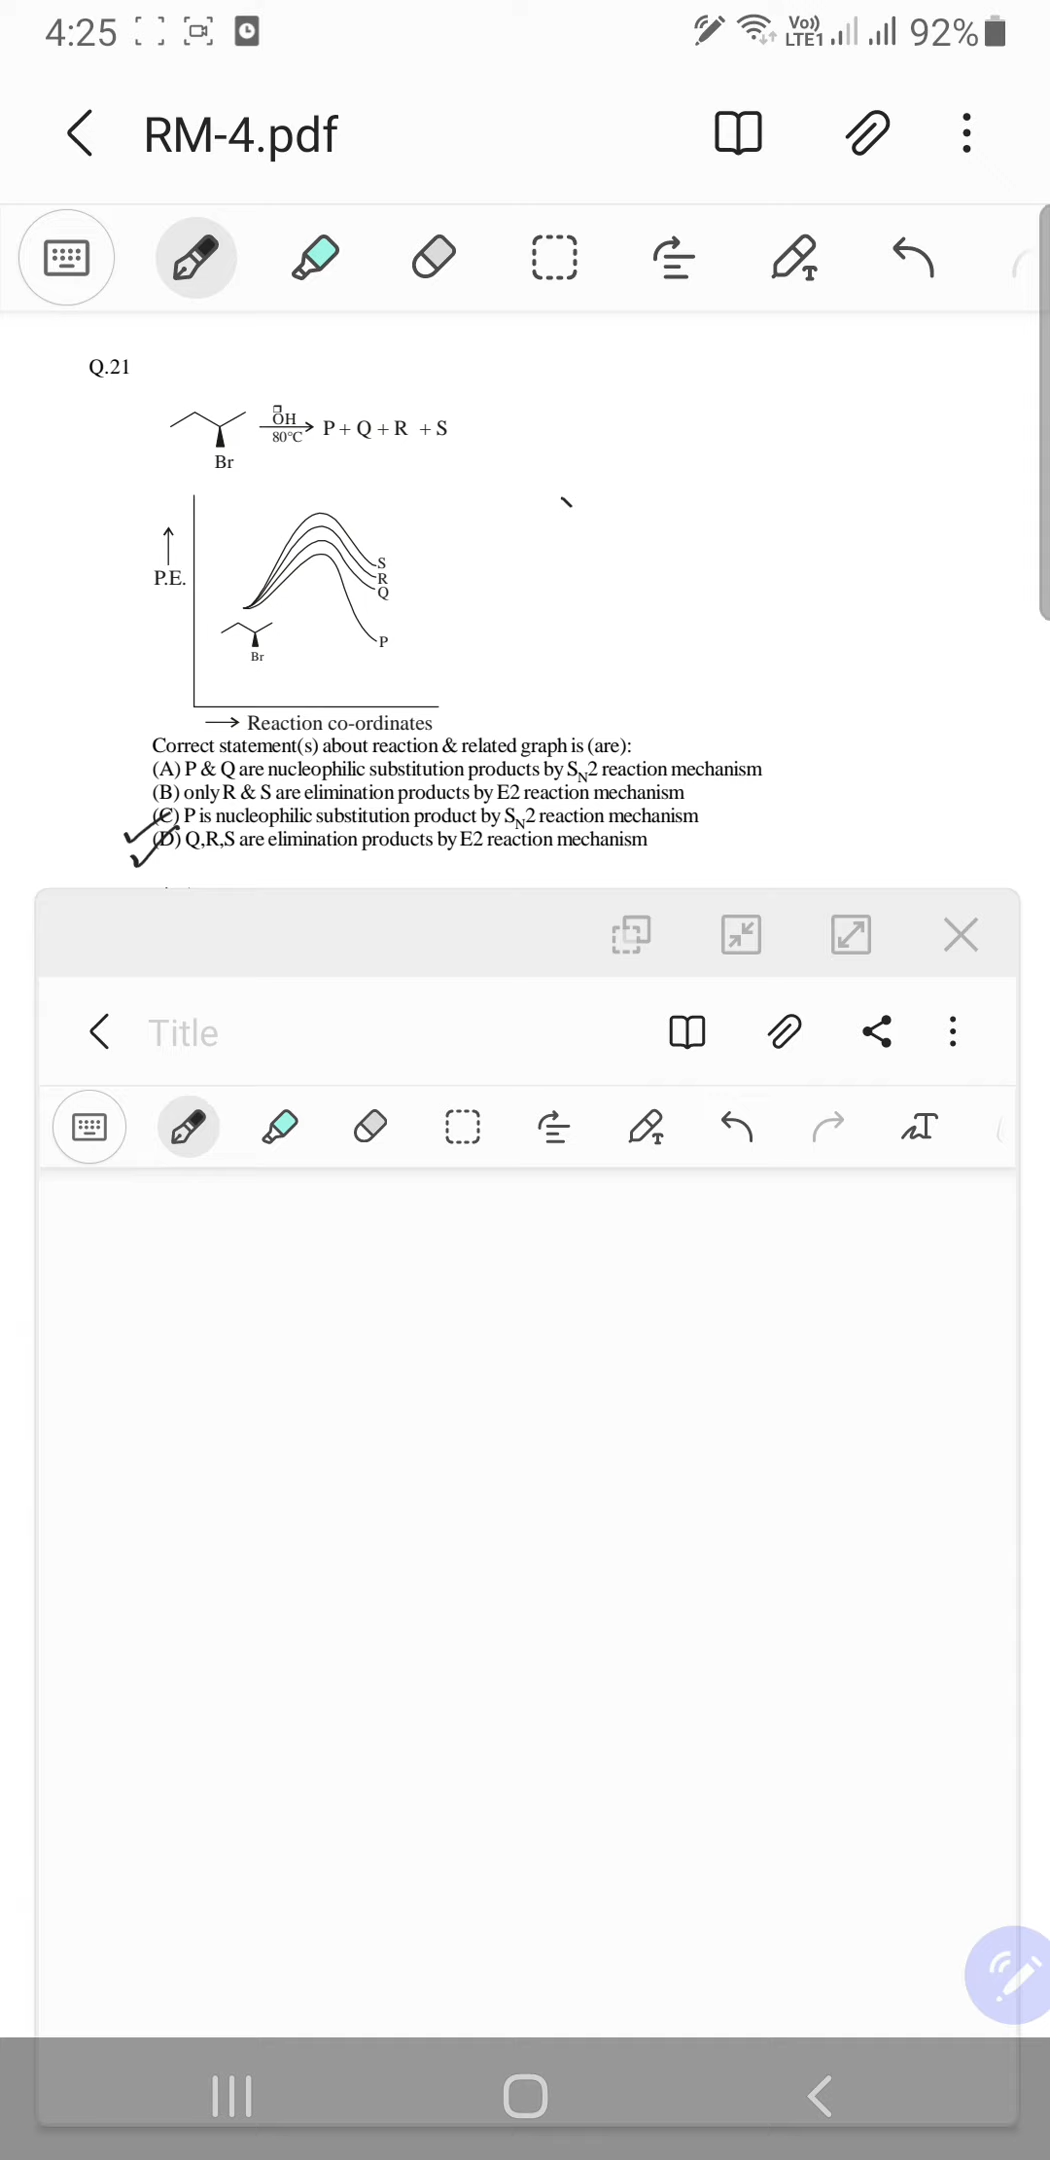 4:25 Vo)) LTE1 92%
RM-4.pdf
Q.21
OH
80°C
P + Q + R + S
Br
P.E.
S
R
Q
P
Br
Reaction co-ordinates
Correct statement(s) about reaction & related graph is (are):
(A) P & Q are nucleophilic substitution products by SN2 reaction mechanism
(B) only R & S are elimination products by E2 reaction mechanism
(C) P is nucleophilic substitution product by SN2 reaction mechanism
(D) Q,R,S are elimination products by E2 reaction mechanism
Title